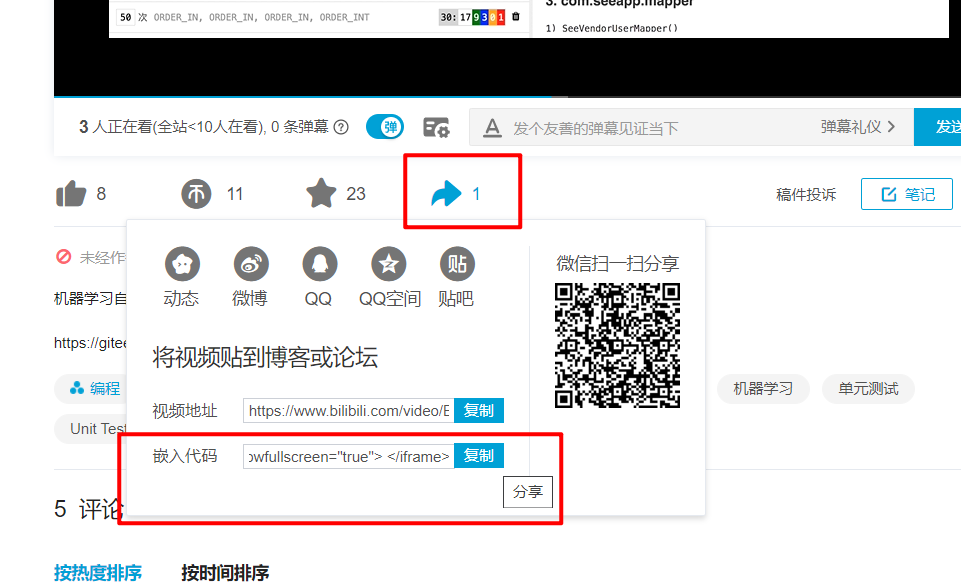 3. com.seeapp.mapper
50 次 ORDER_IN, ORDER_IN, ORDER_IN, ORDER_INT
30:179301
1) SeeVendorUserMapper()
3 人正在看(全站<10人在看), 0 条弹幕 ?
弹
A 发个友善的弹幕见证当下
弹幕礼仪 >
发送
8
11
23
1
稿件投诉
笔记
未经作
机器学习自
https://gitee
编程
Unit Test
动态
微博
QQ
QQ空间
贴
贴吧
微信扫一扫分享
将视频贴到博客或论坛
视频地址 https://www.bilibili.com/video/E 复制
嵌入代码 owfullscreen="true"> </iframe> 复制
分享
机器学习
单元测试
5 评论
按热度排序 按时间排序